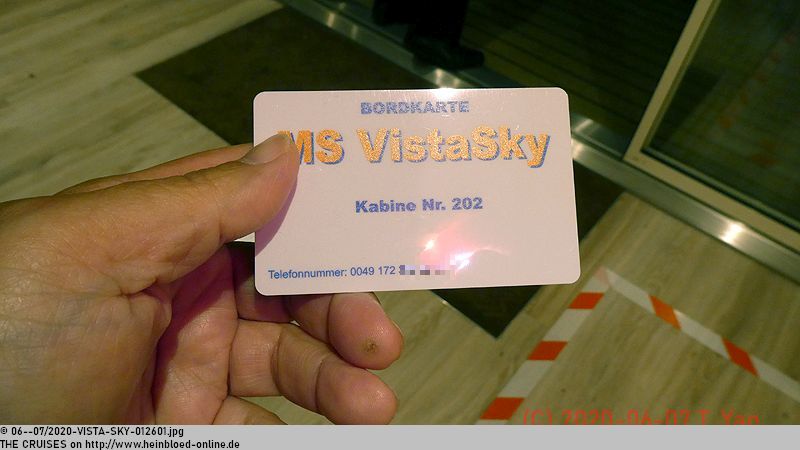 BORDKARTE
MS VistaSky
Kabine Nr. 202
Telefonnummer: 0049 172
(C) 2020-06-07 T. Yao
© 06--07/2020-VISTA-SKY-012601.jpg
THE CRUISES on http://www.heinbloed-online.de